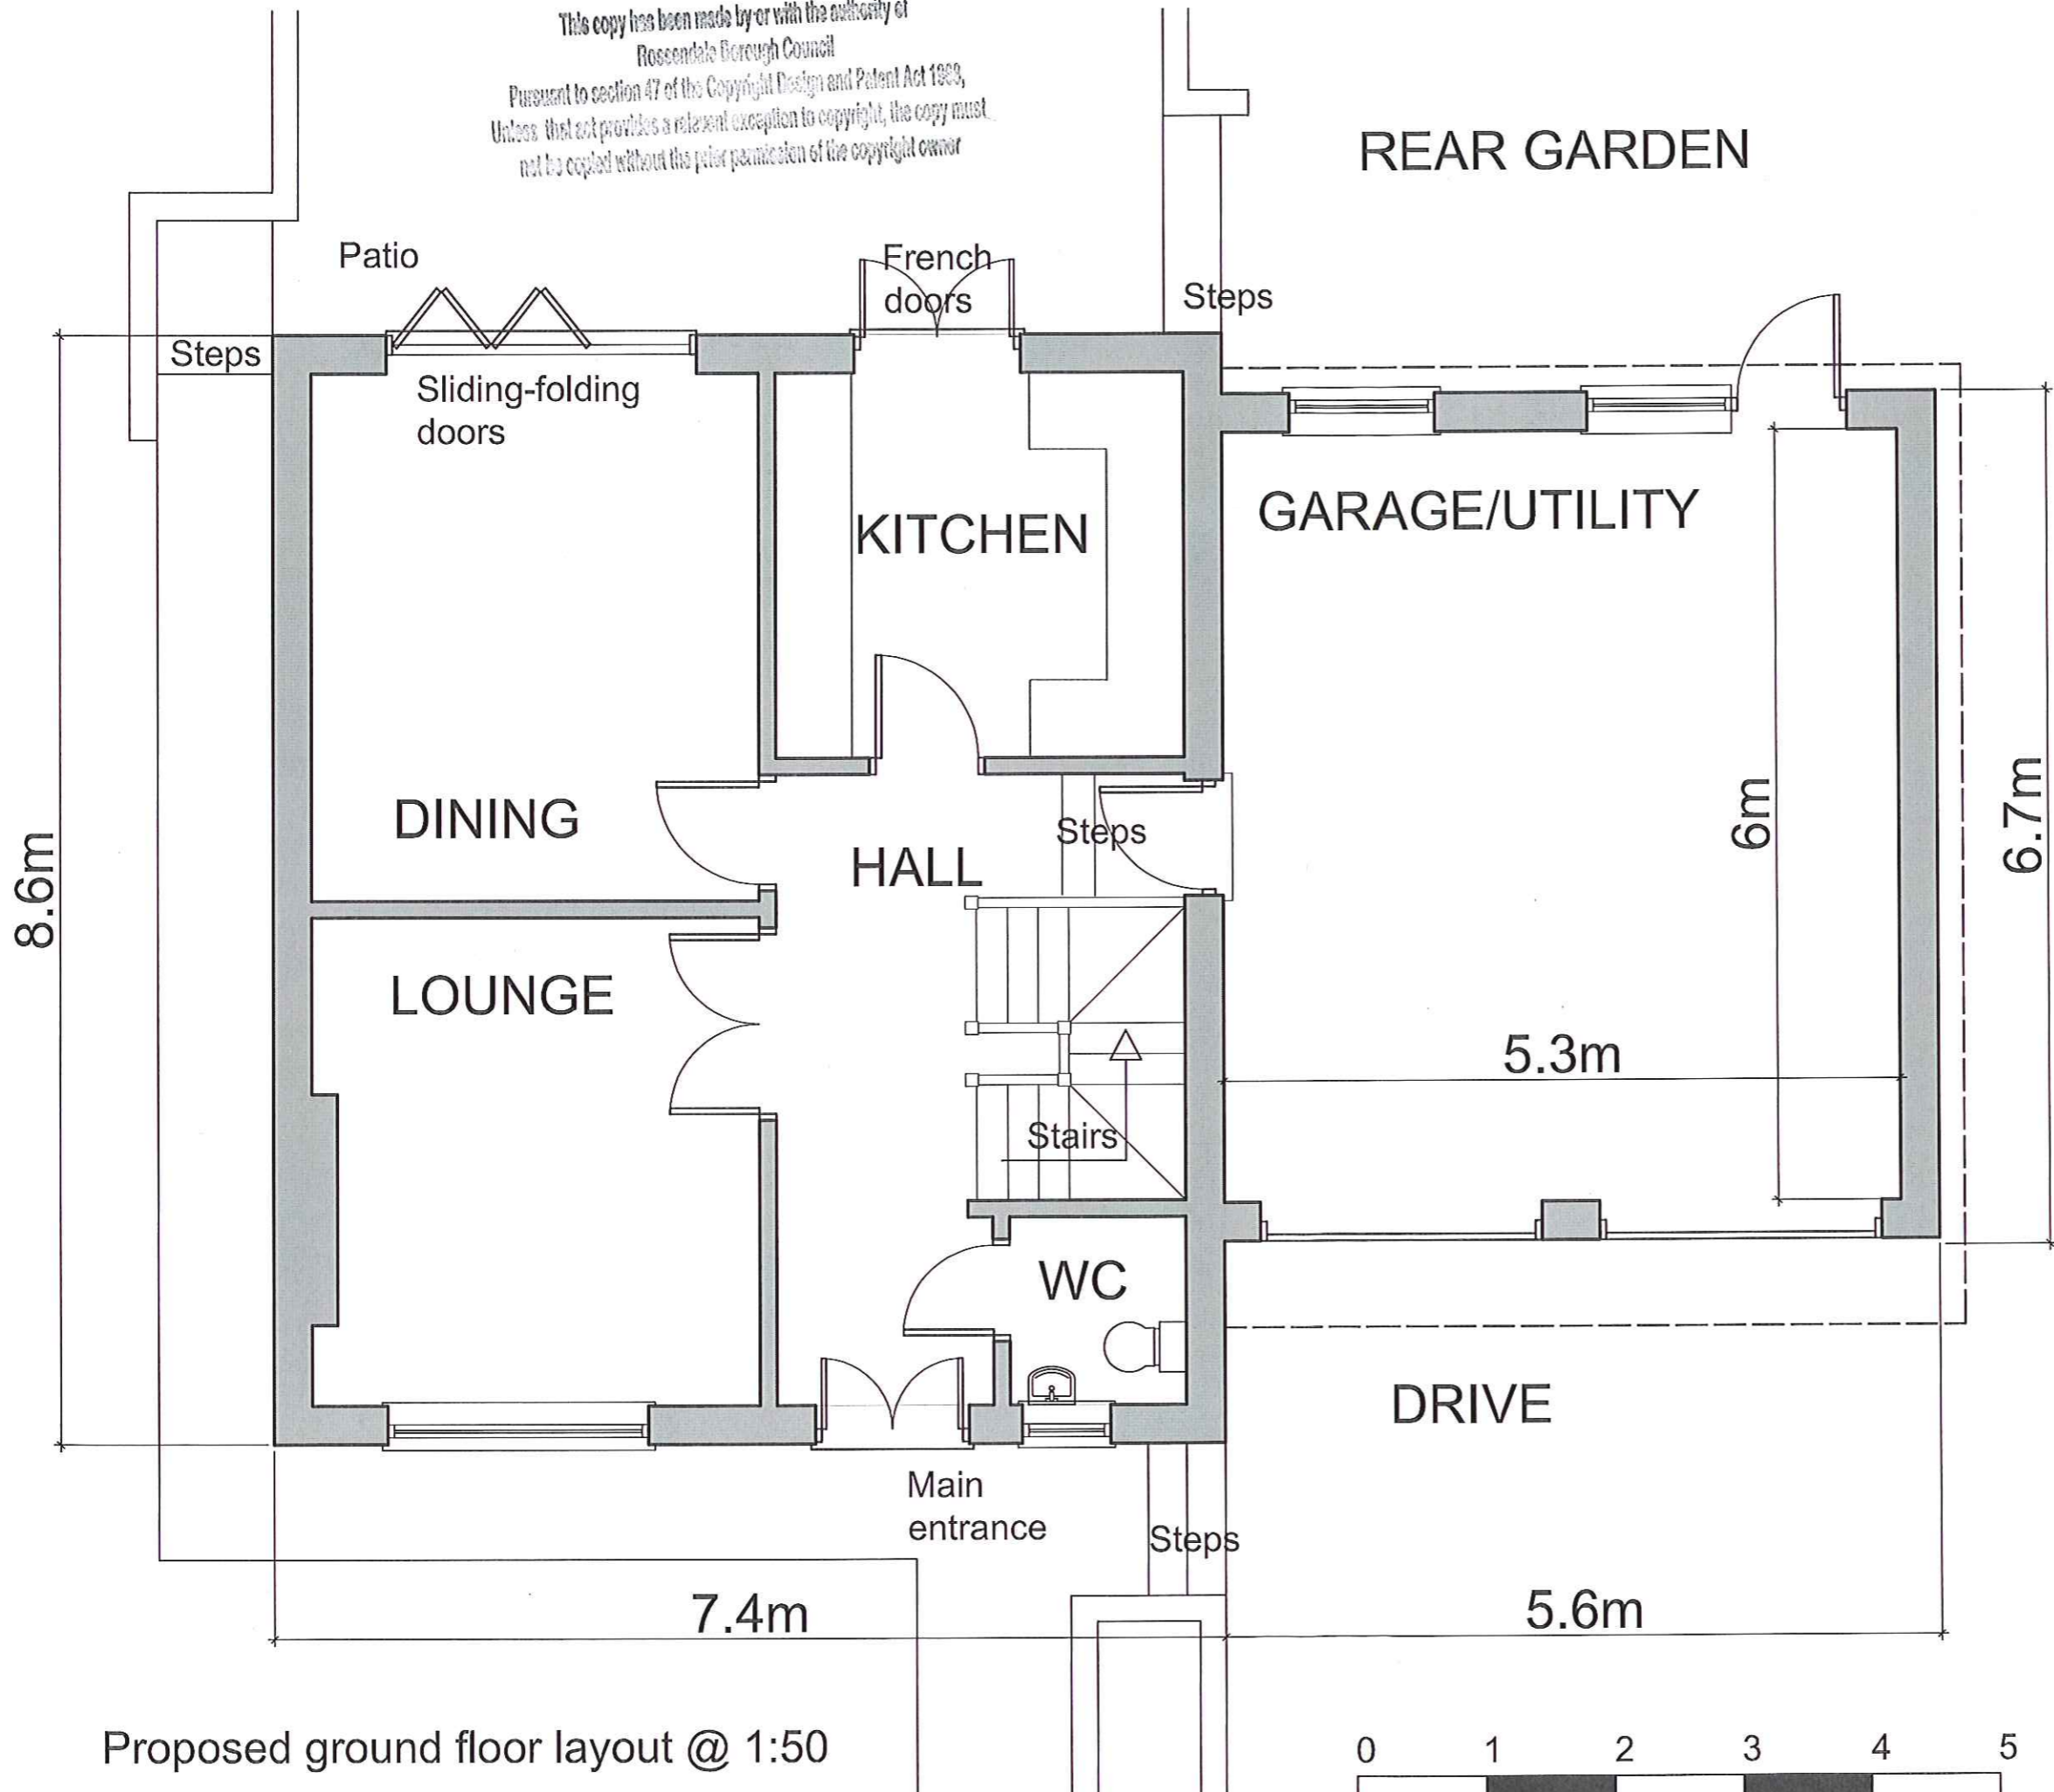 This copy has been made by or with the authority of
Rossendale Borough Council
Pursuant to section 47 of the Copyright Design and Patent Act 1988,
Unless that act provides a relevant exception to copyright, the copy must
not be copied without the prior permission of the copyright owner
REAR GARDEN
Patio
French
doors
Steps
Steps
Sliding-folding
doors
KITCHEN
GARAGE/UTILITY
DINING
HALL
Steps
6m
6.7m
8.6m
LOUNGE
5.3m
Stairs
WC
DRIVE
Main
entrance
Steps
7.4m
5.6m
Proposed ground floor layout @ 1:50
0 1 2 3 4 5